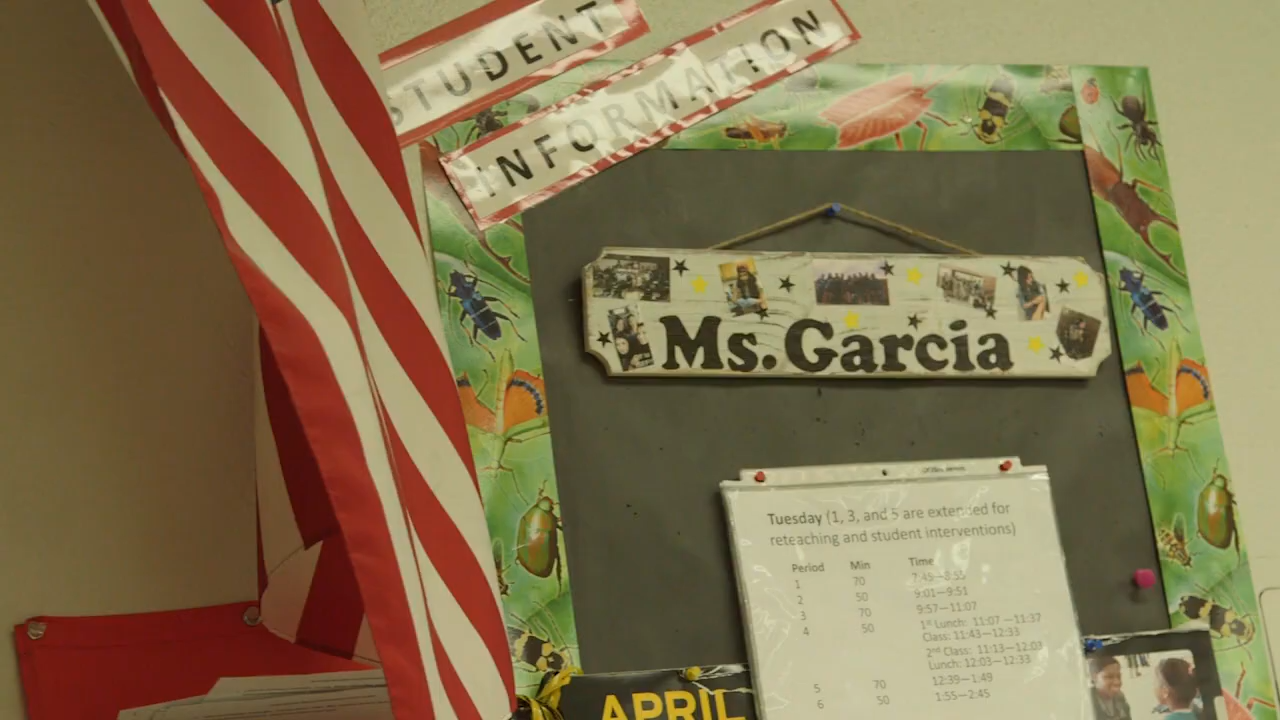 STUDENT
INFORMATION
Ms. Garcia
Tuesday (1, 3, and 5 are extended for
reteaching and student interventions)
Period Min Time
1 70 7:45—8:55
2 50 9:01—9:51
3 70 9:57—11:07
4 50 1st Lunch: 11:07 —11:37
Class: 11:43—12:33
2nd Class: 11:13—12:03
Lunch: 12:03—12:33
5 70 12:39—1:49
6 50 1:55—2:45
APRIL